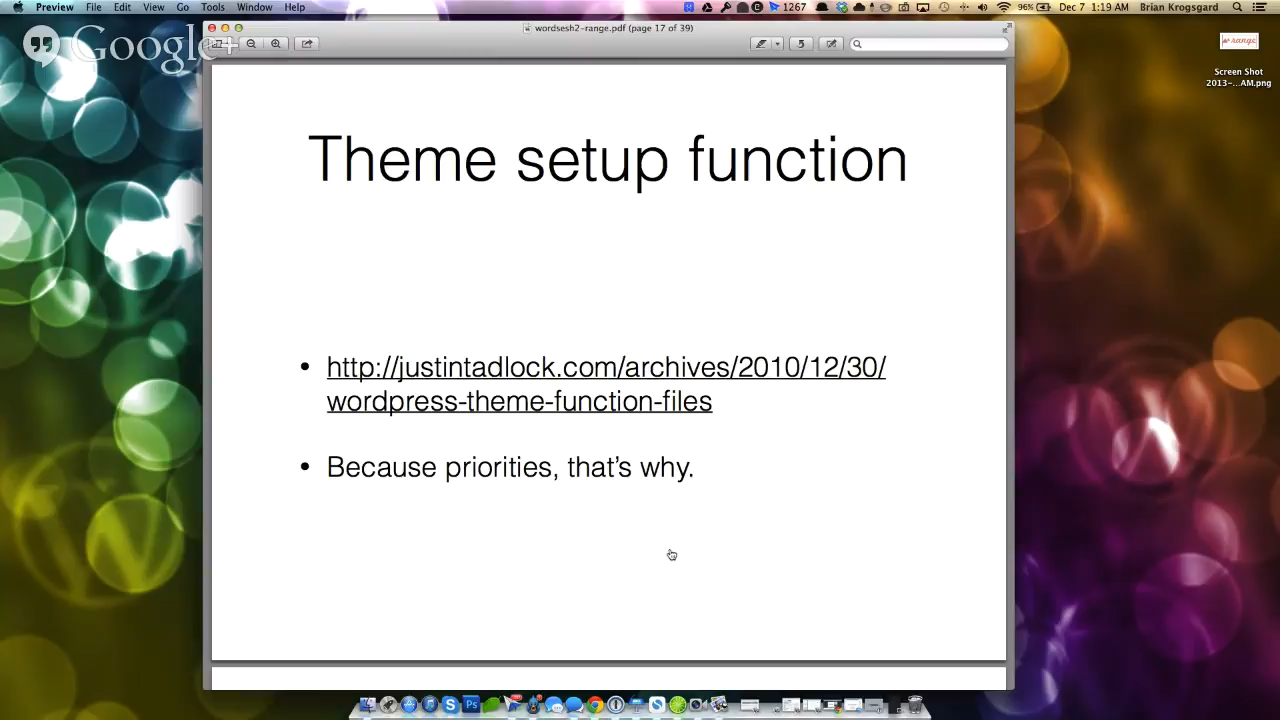 Preview File Edit View Go Tools Window Help
1267
96%
Dec 7 1:19 AM Brian Krogsgard
Google+
wordsesh2-range.pdf (page 17 of 39)
range
Screen Shot
2013-...AM.png
Theme setup function
• http://justintadlock.com/archives/2010/12/30/
wordpress-theme-function-files
• Because priorities, that's why.